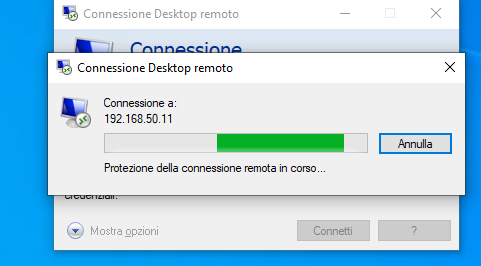 Connessione Desktop remoto
Connessione
Connessione Desktop remoto
Connessione a:
192.168.50.11
Annulla
Protezione della connessione remota in corso...
credenziali.
Mostra opzioni
Connetti
?